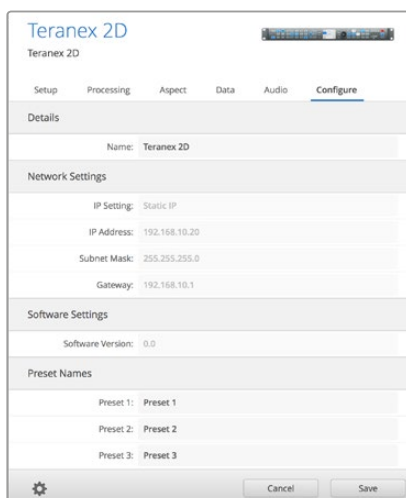 Teranex 2D
Teranex 2D
Setup Processing Aspect Data Audio Configure
Details
Name: Teranex 2D
Network Settings
IP Setting: Static IP
IP Address: 192.168.10.20
Subnet Mask: 255.255.255.0
Gateway: 192.168.10.1
Software Settings
Software Version: 0.0
Preset Names
Preset 1: Preset 1
Preset 2: Preset 2
Preset 3: Preset 3
Cancel Save